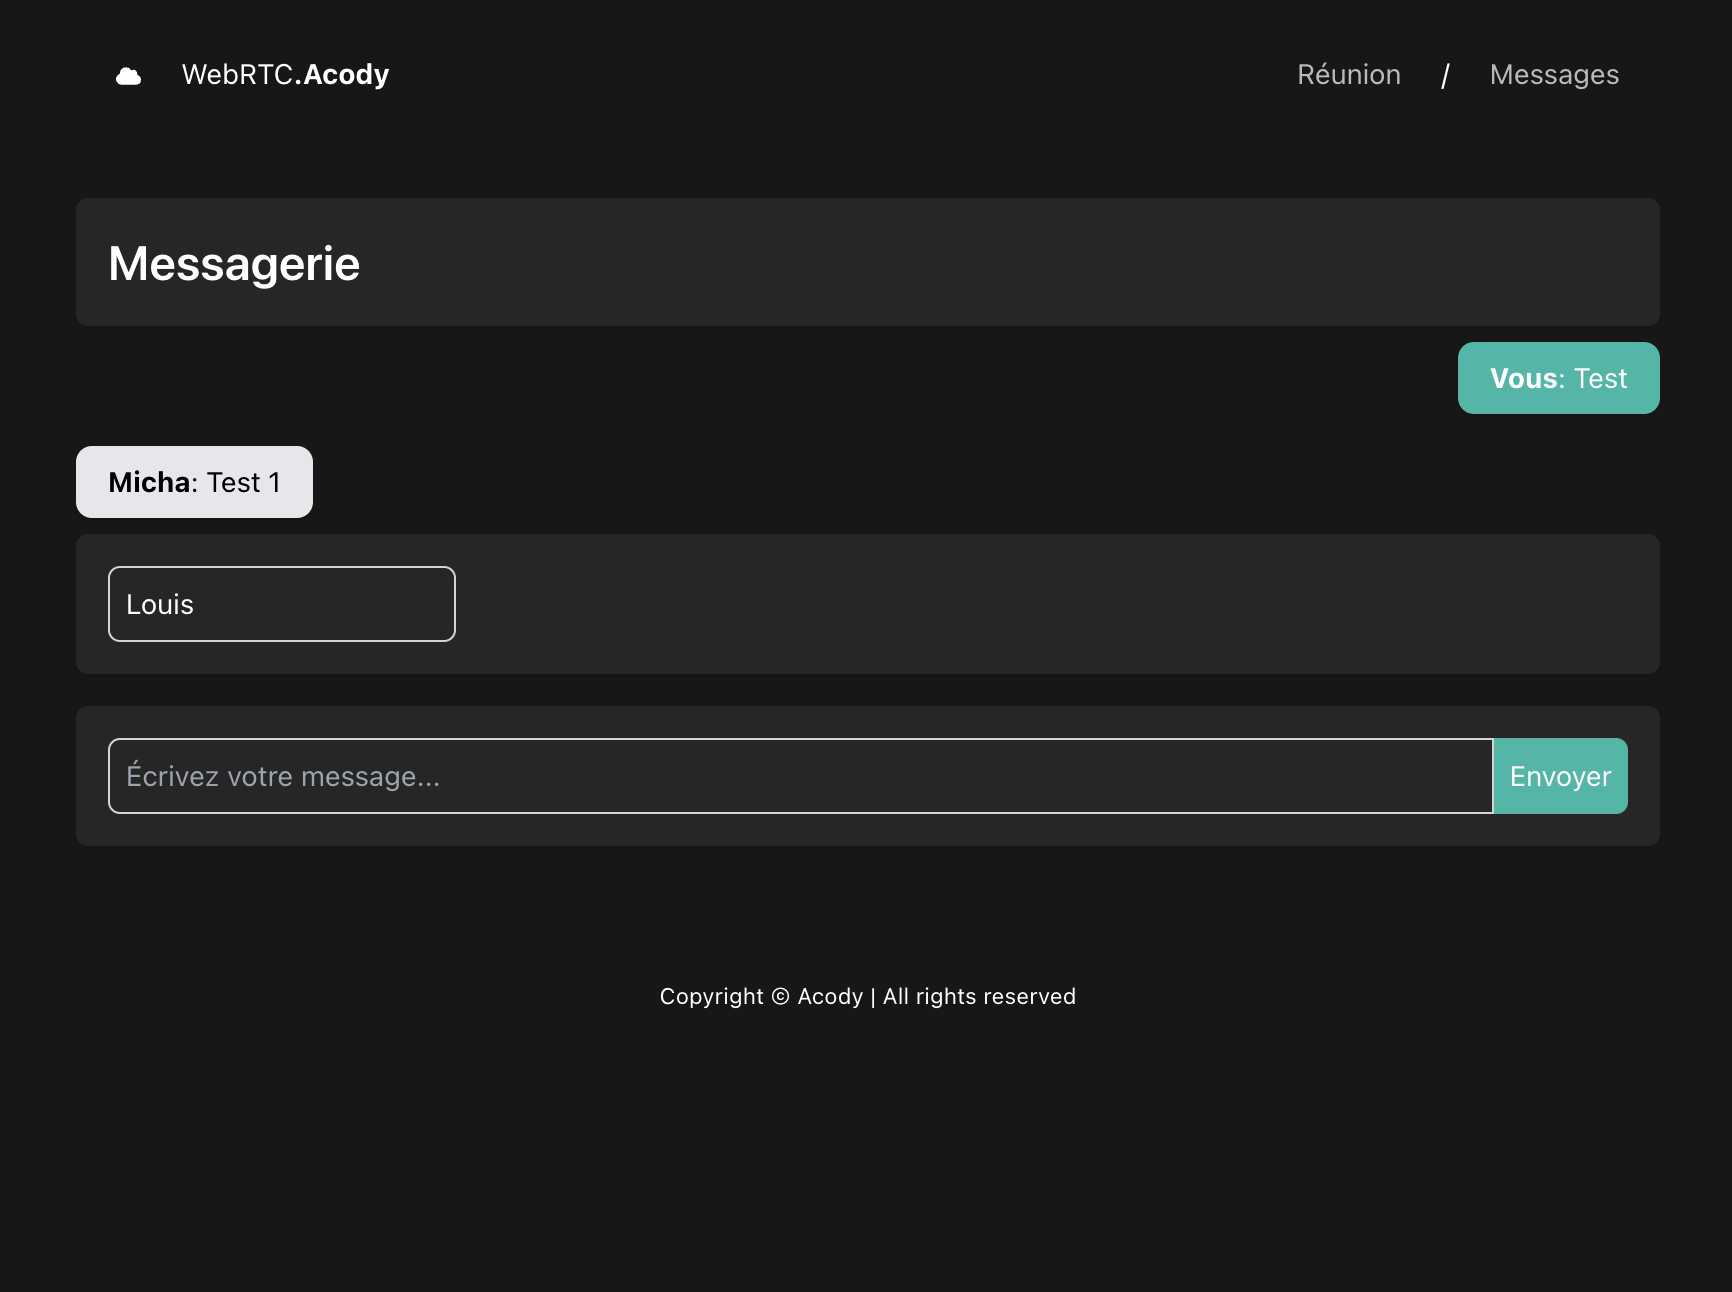 WebRTC.Acody
Réunion / Messages
Messagerie
Vous: Test
Micha: Test 1
Louis
Écrivez votre message...
Envoyer
Copyright © Acody | All rights reserved